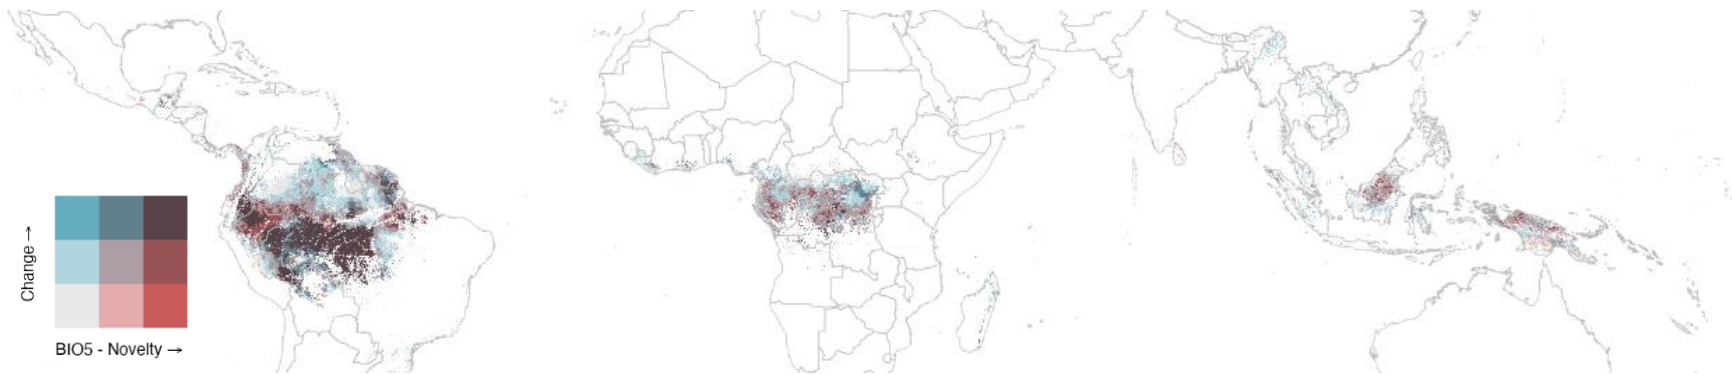 Change →
BIO5 - Novelty →